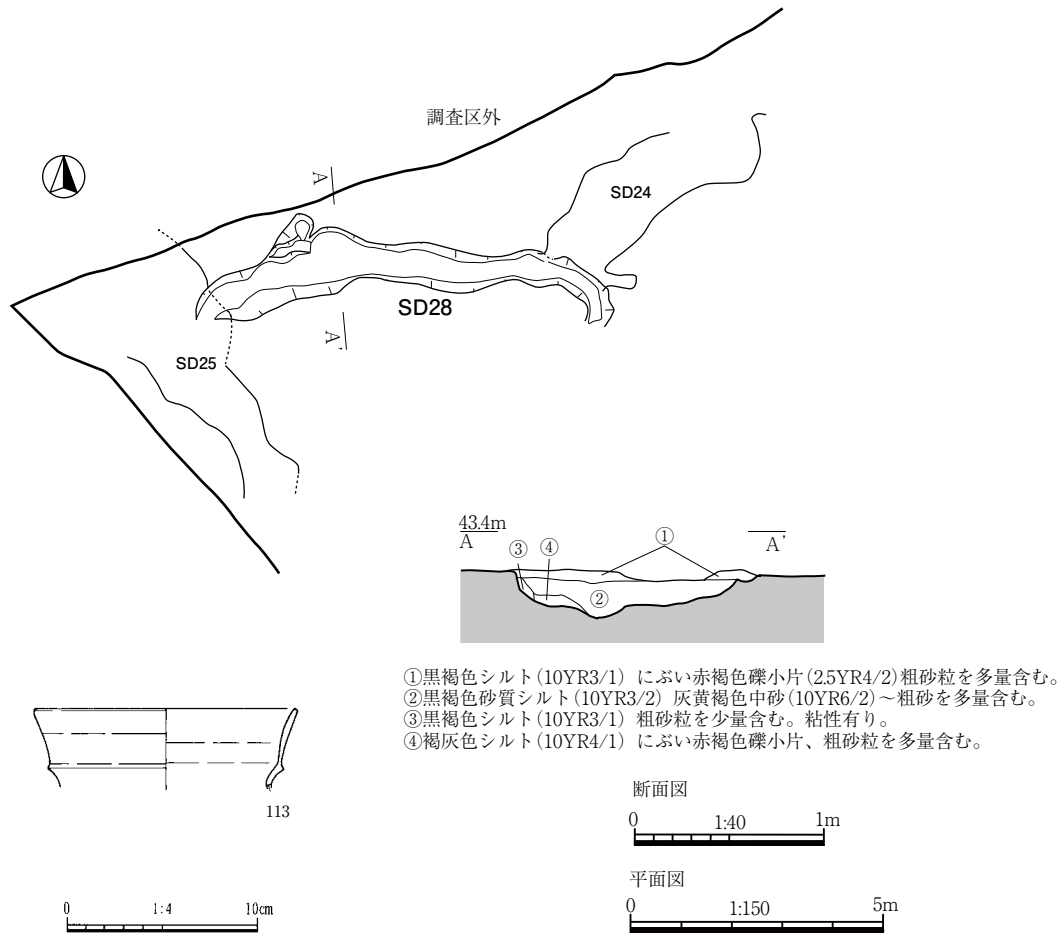 調査区外
A
SD24
SD28
A'
SD25
43.4m
A
A'
①
③
④
②
①黒褐色シルト(10YR3/1) にぶい赤褐色礫小片(2.5YR4/2)粗砂粒を多量含む。
②黒褐色砂質シルト(10YR3/2) 灰黄褐色中砂(10YR6/2)～粗砂を多量含む。
③黒褐色シルト(10YR3/1) 粗砂粒を少量含む。粘性有り。
④褐灰色シルト(10YR4/1) にぶい赤褐色礫小片、粗砂粒を多量含む。
113
断面図
0 1:40 1m
平面図
0 1:150 5m
0 1:4 10cm